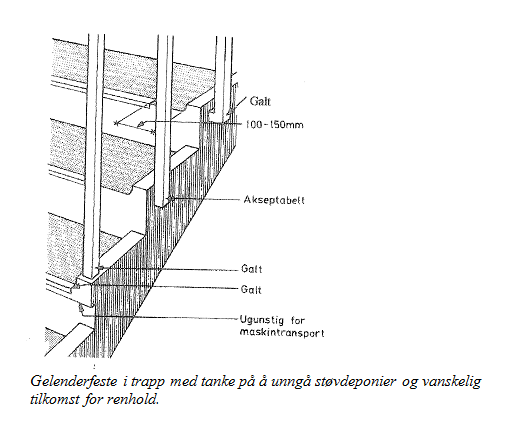 Galt
100-150mm
Akseptabelt
Galt
Galt
Ugunstig for
maskintransport
Gelenderfeste i trapp med tanke på å unngå støvdeponier og vanskelig
tilkomst for renhold.